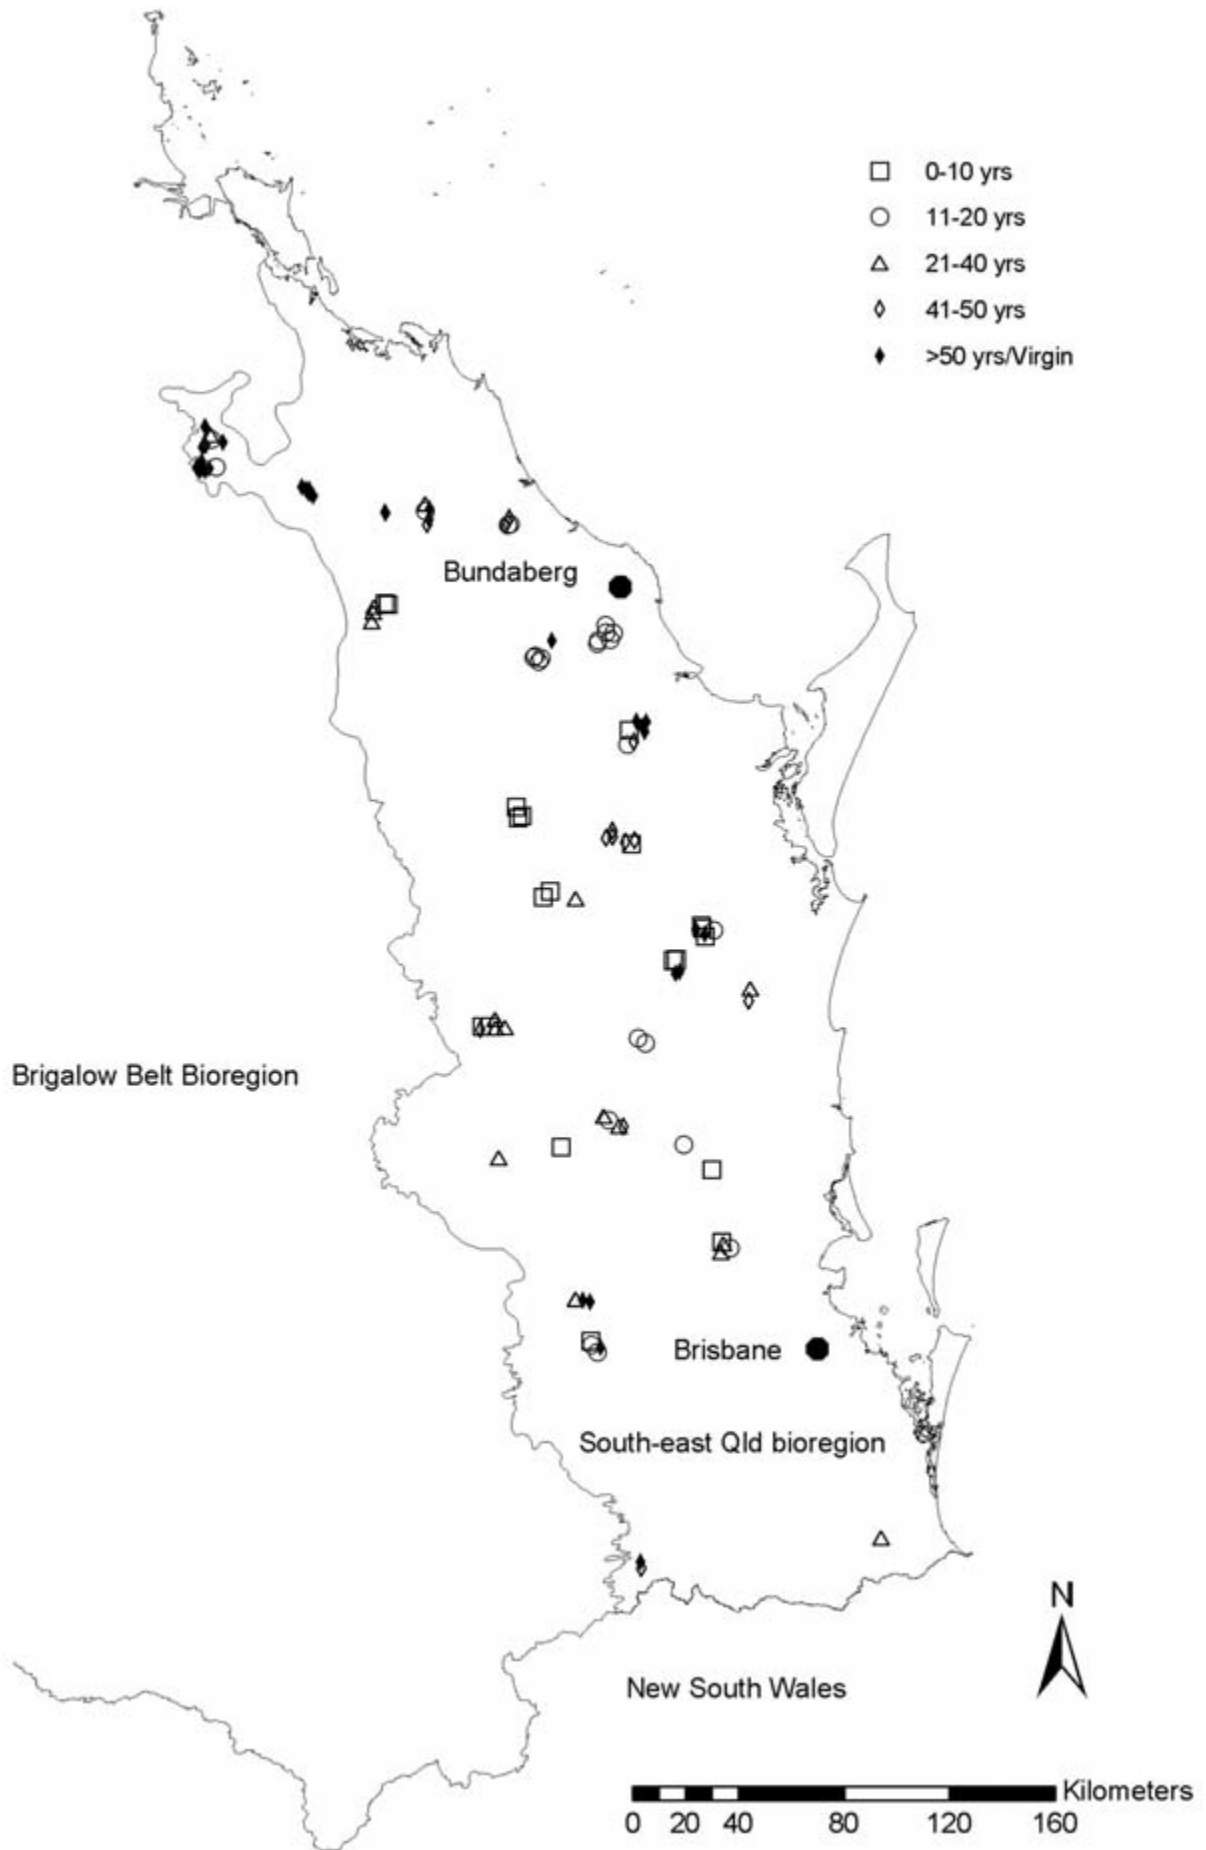 0-10 yrs
11-20 yrs
21-40 yrs
41-50 yrs
>50 yrs/Virgin
Bundaberg
Brigalow Belt Bioregion
Brisbane
South-east Qld bioregion
N
New South Wales
Kilometers
0 20 40 80 120 160